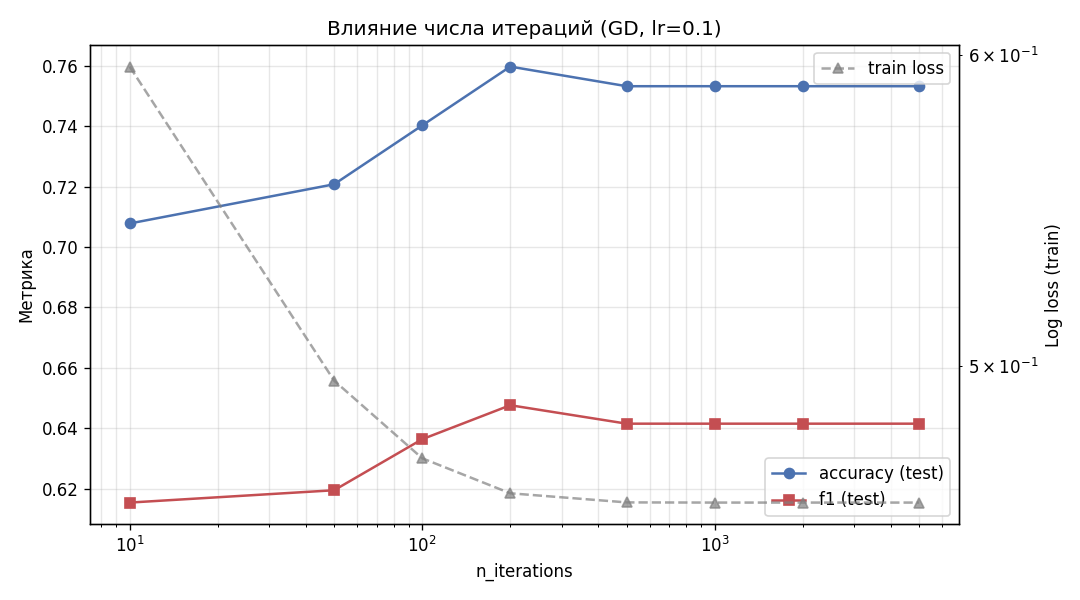 Влияние числа итераций (GD, lr=0.1)
train loss
0.76
0.74
0.72
0.70
0.68
0.66
0.64
0.62
Метрика
6 × 10⁻¹
5 × 10⁻¹
Log loss (train)
accuracy (test)
f1 (test)
10¹
10²
10³
n_iterations